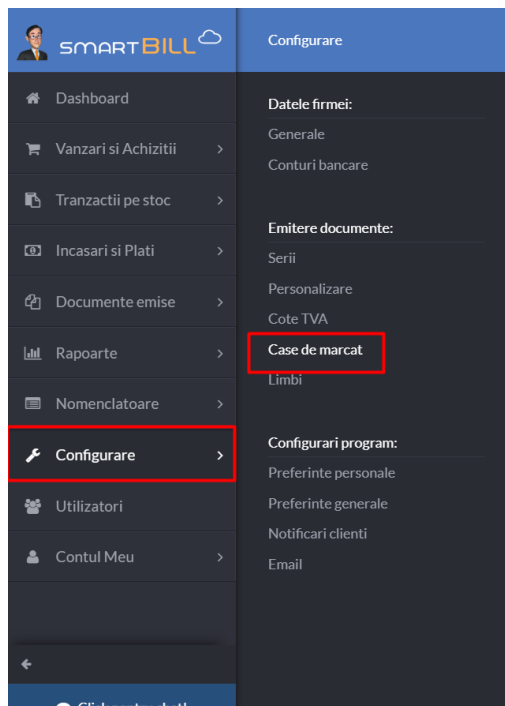 SMARTBILL
Dashboard
Vanzari si Achizitii
Tranzactii pe stoc
Incasari si Plati
Documente emise
Rapoarte
Nomenclatoare
Configurare
Utilizatori
Contul Meu
Configurare
Datele firmei:
Generale
Conturi bancare
Emitere documente:
Serii
Personalizare
Cote TVA
Case de marcat
Limbi
Configurari program:
Preferinte personale
Preferinte generale
Notificari clienti
Email